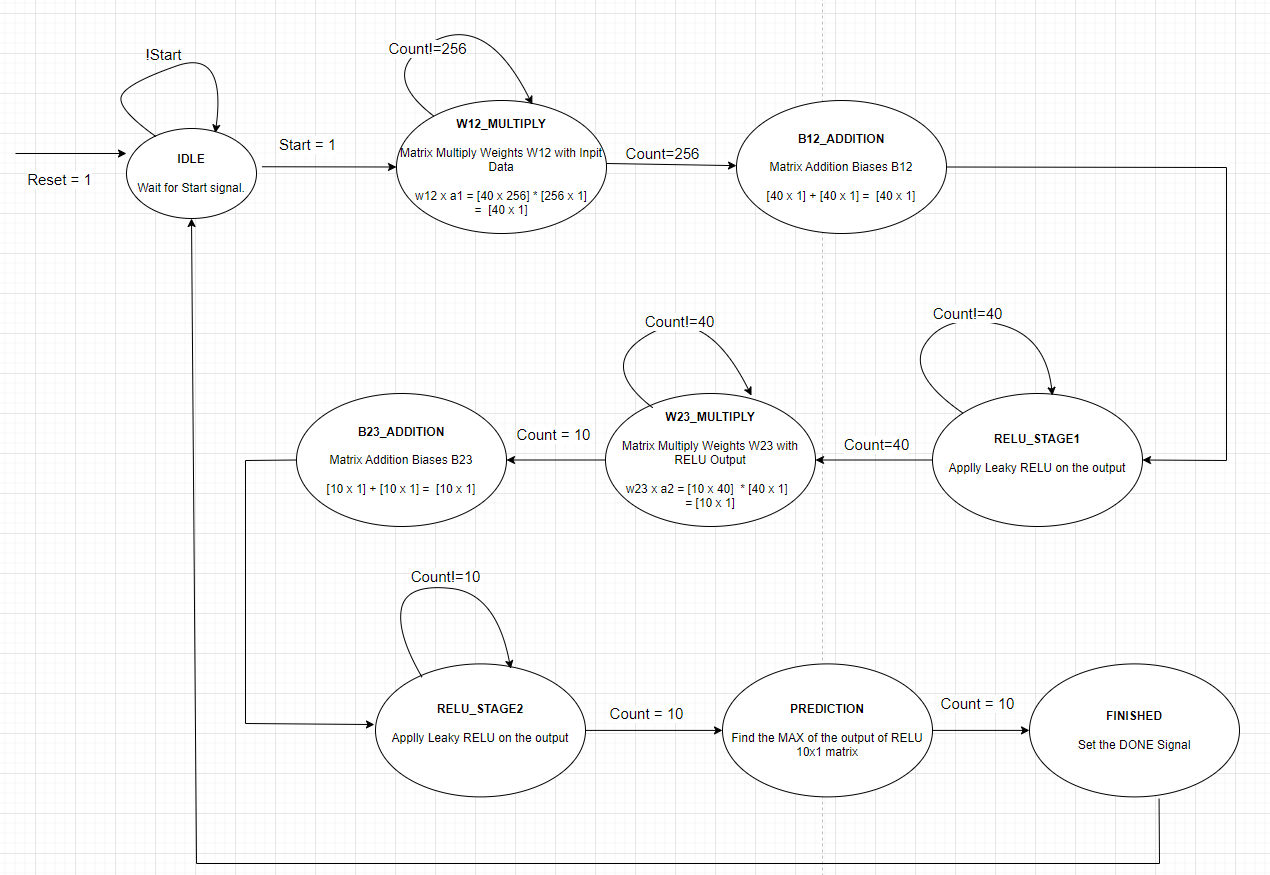 !Start
Count!=256
Reset = 1
IDLE
Wait for Start signal.
Start = 1
W12_MULTIPLY
Matrix Multiply Weights W12 with Inpit
Data
w12 x a1 = [40 x 256] * [256 x 1]
= [40 x 1]
Count=256
B12_ADDITION
Matrix Addition Biases B12
[40 x 1] + [40 x 1] = [40 x 1]
Count!=40
RELU_STAGE1
Applly Leaky RELU on the output
Count=40
Count!=40
W23_MULTIPLY
Matrix Multiply Weights W23 with
RELU Output
w23 x a2 = [10 x 40] * [40 x 1]
= [10 x 1]
Count = 10
B23_ADDITION
Matrix Addition Biases B23
[10 x 1] + [10 x 1] = [10 x 1]
Count!=10
RELU_STAGE2
Applly Leaky RELU on the output
Count = 10
PREDICTION
Find the MAX of the output of RELU
10x1 matrix
Count = 10
FINISHED
Set the DONE Signal